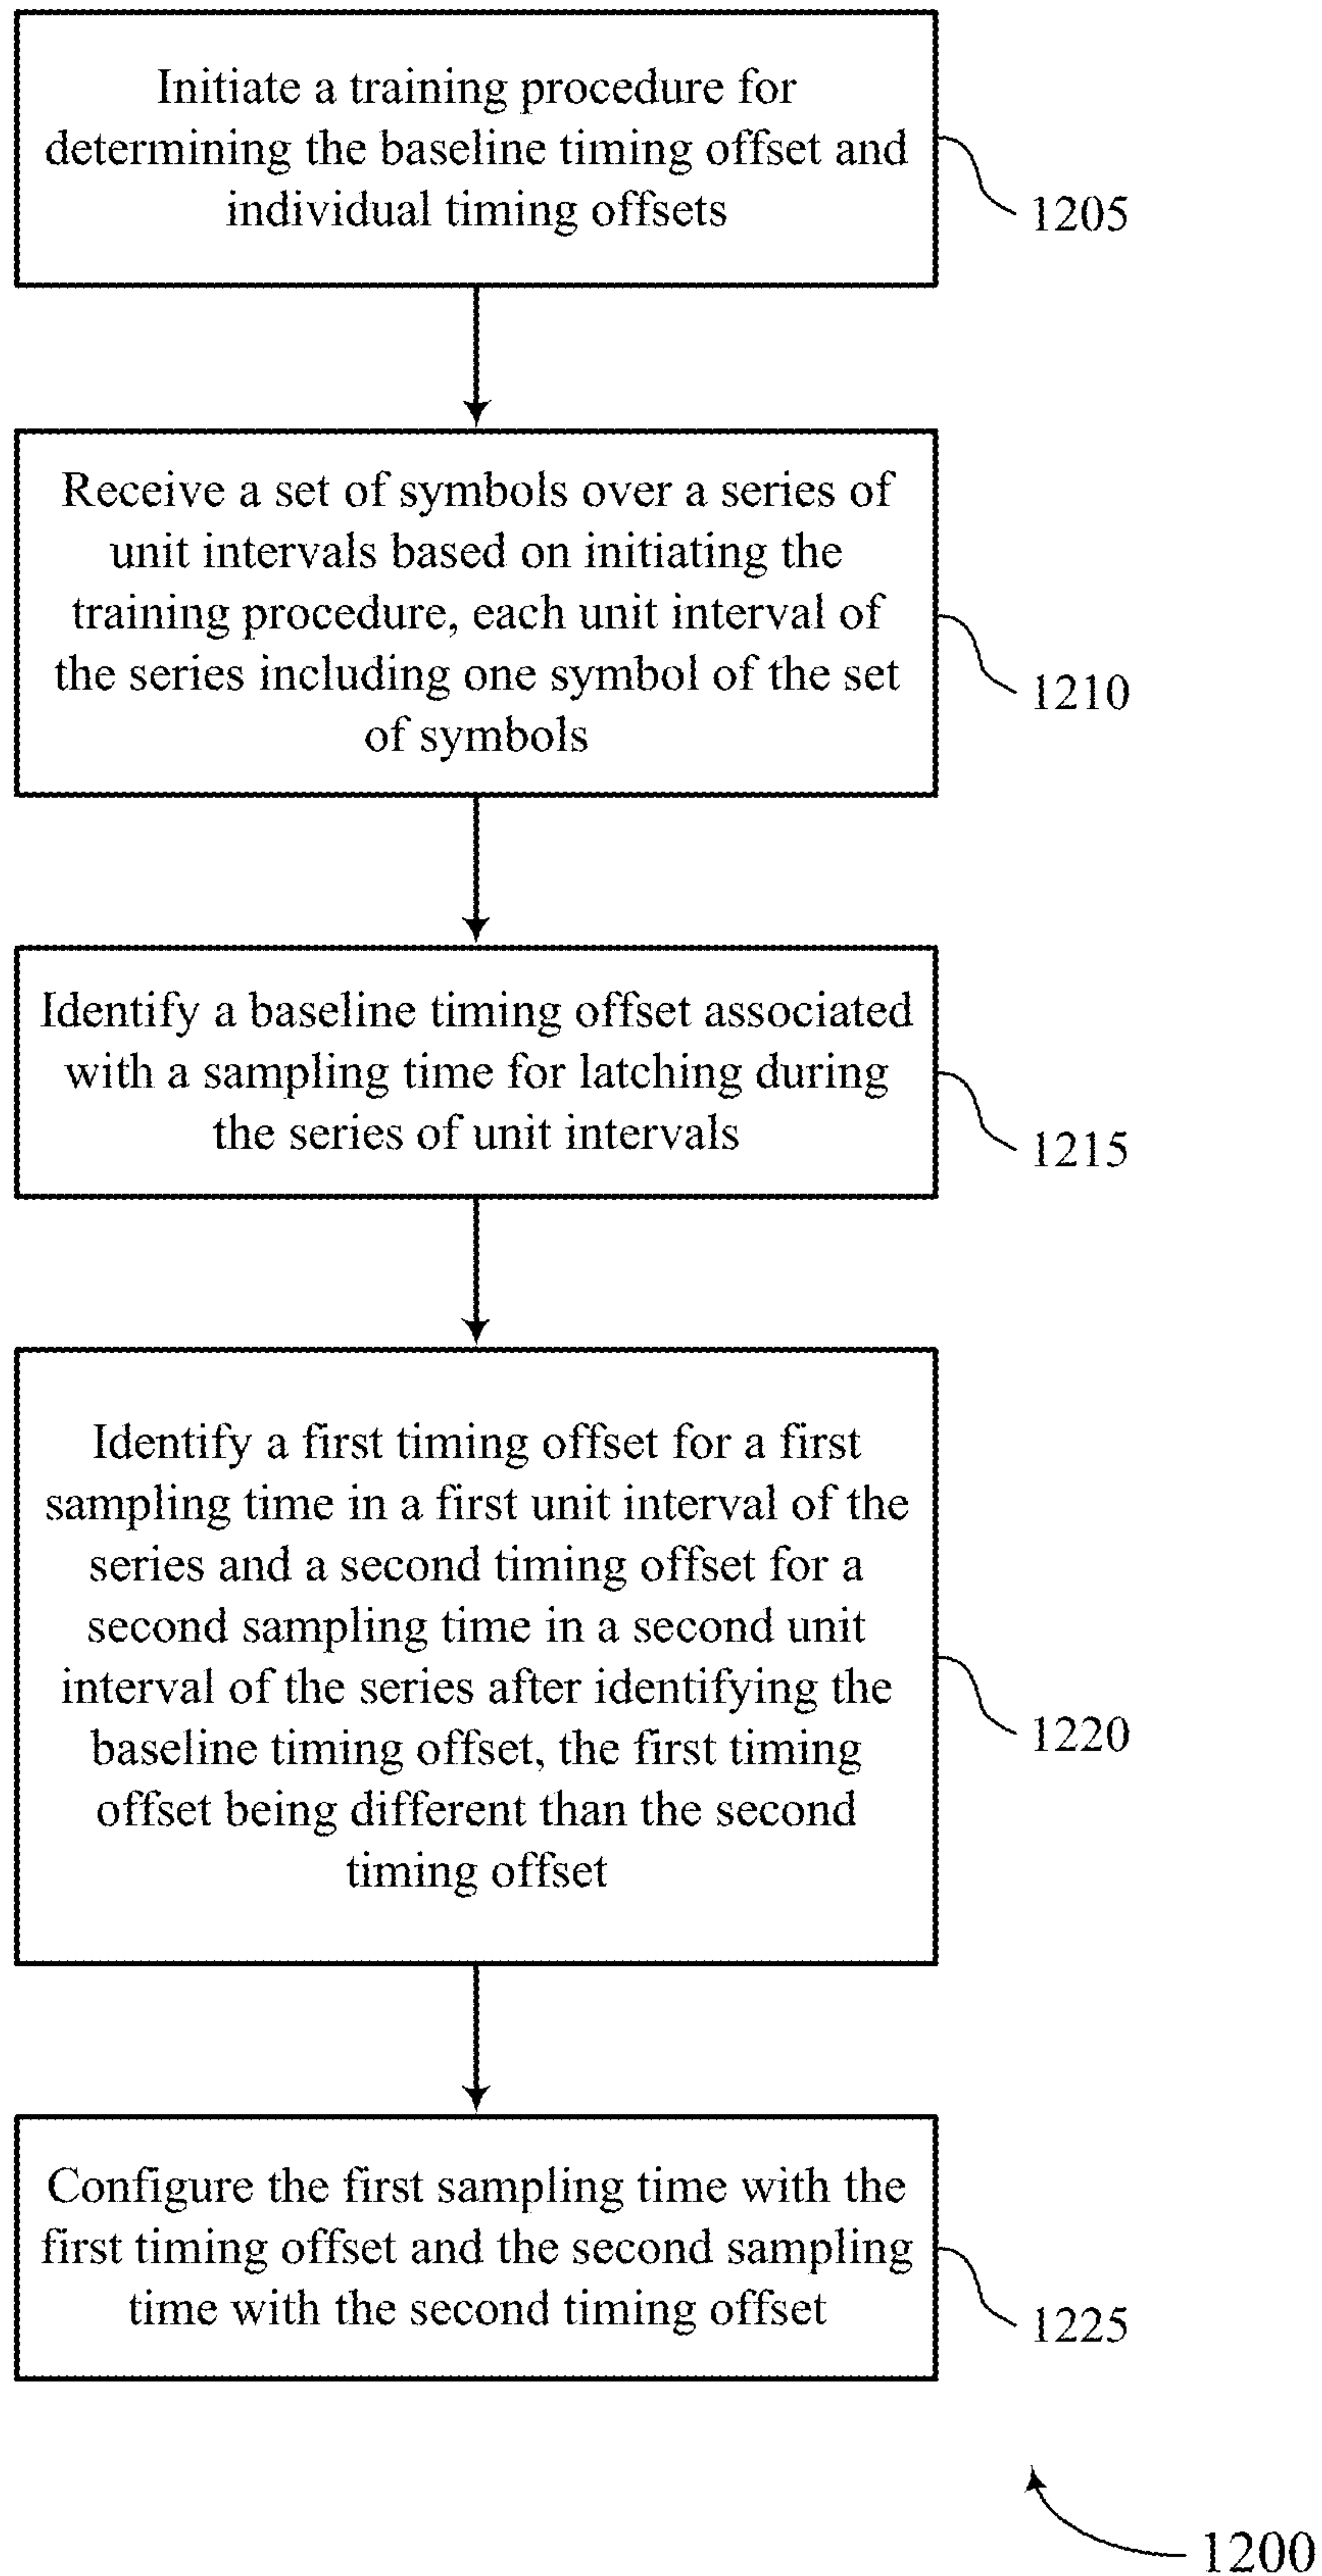 Initiate a training procedure for
determining the baseline timing offset and
individual timing offsets
1205
Receive a set of symbols over a series of
unit intervals based on initiating the
training procedure, each unit interval of
the series including one symbol of the set
of symbols
1210
Identify a baseline timing offset associated
with a sampling time for latching during
the series of unit intervals
1215
Identify a first timing offset for a first
sampling time in a first unit interval of the
series and a second timing offset for a
second sampling time in a second unit
interval of the series after identifying the
baseline timing offset, the first timing
offset being different than the second
timing offset
1220
Configure the first sampling time with the
first timing offset and the second sampling
time with the second timing offset
1225
1200